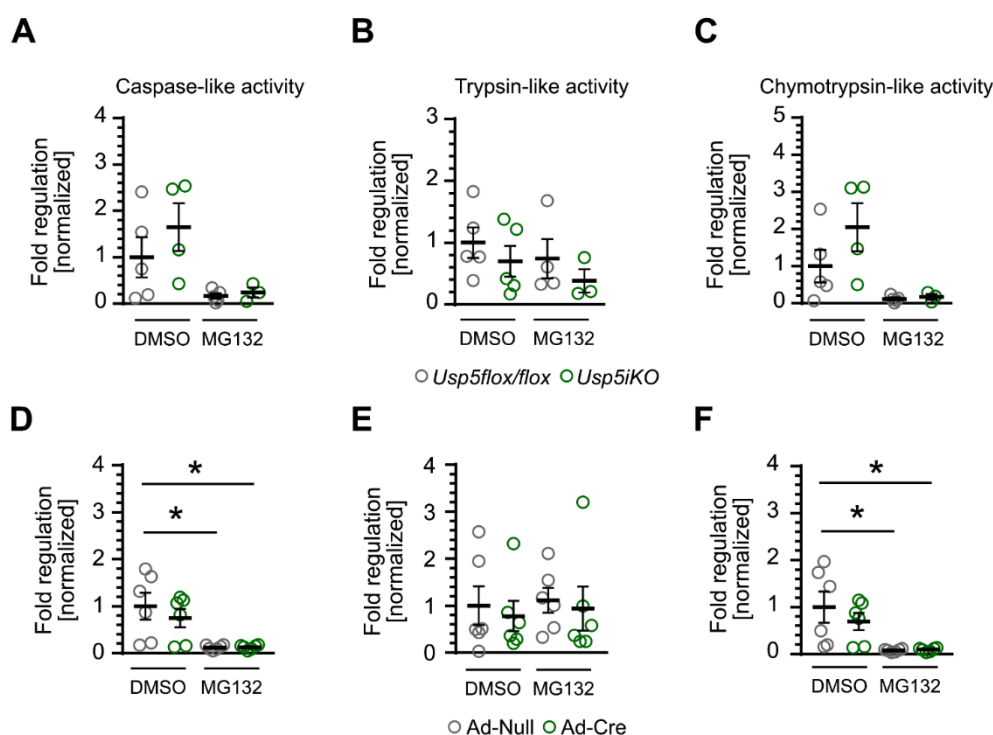 A
B
C
Caspase-like activity
Trypsin-like activity
Chymotrypsin-like activity
Fold regulation
[normalized]
4
3
2
1
0
DMSO MG132
Fold regulation
[normalized]
3
2
1
0
DMSO MG132
Fold regulation
[normalized]
5
4
3
2
1
0
DMSO MG132
Usp5flox/flox Usp5iKO
D
E
F
Fold regulation
[normalized]
4
3
2
1
0
* 
*
DMSO MG132
Fold regulation
[normalized]
4
3
2
1
0
DMSO MG132
Fold regulation
[normalized]
4
3
2
1
0
*
*
DMSO MG132
Ad-Null Ad-Cre